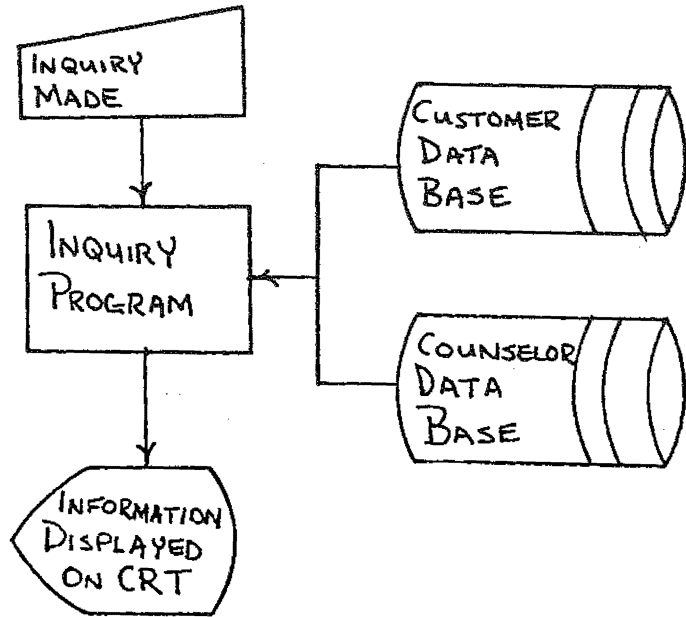 INQUIRY
MADE
CUSTOMER
DATA
BASE
INQUIRY
PROGRAM
COUNSELOR
DATA
BASE
INFORMATION
DISPLAYED
ON CRT